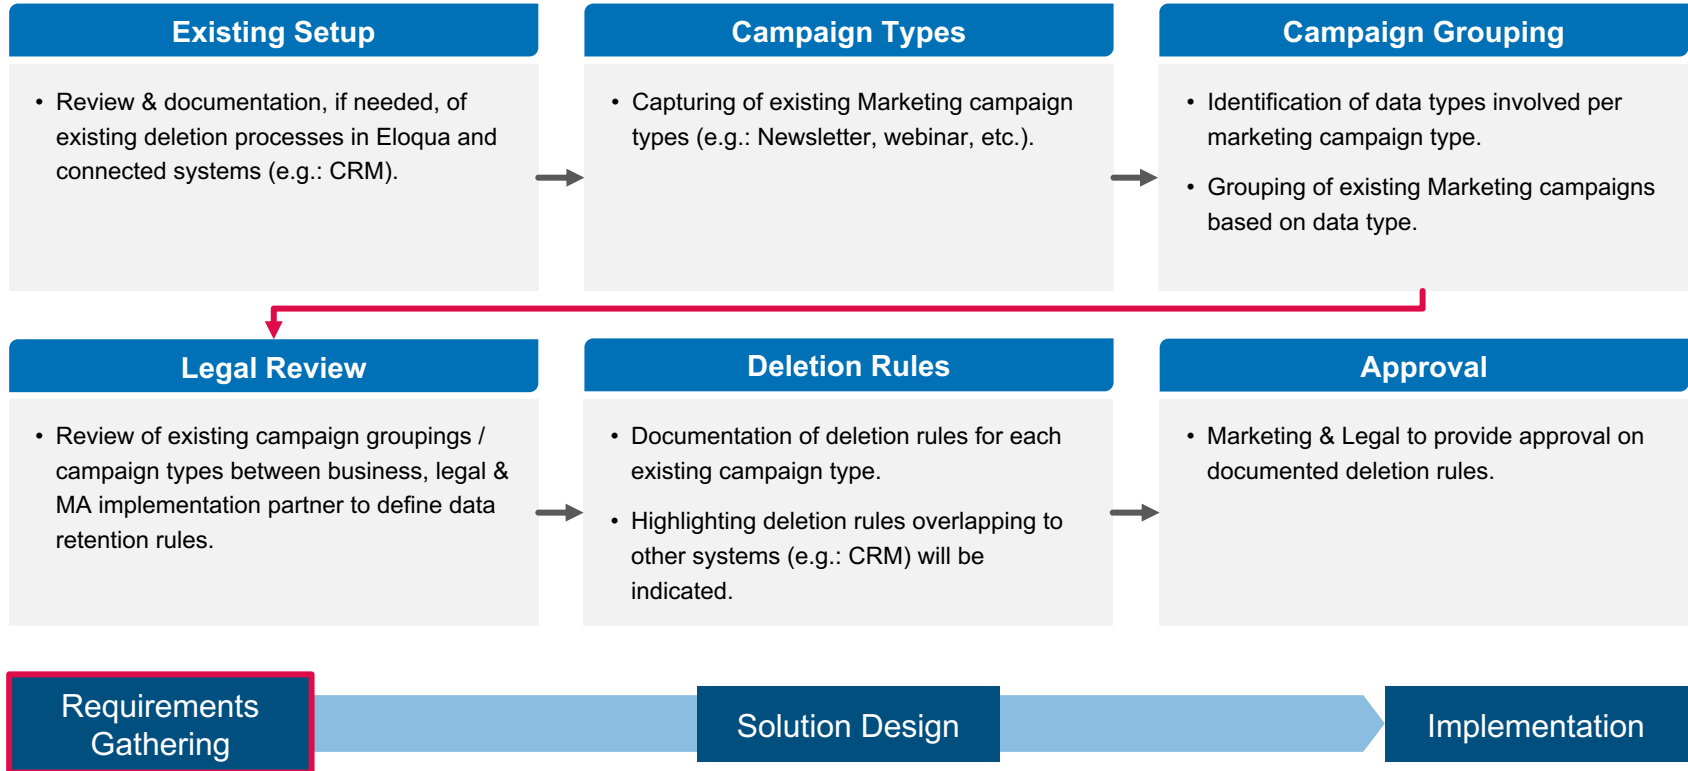 Existing Setup
• Review & documentation, if needed, of
existing deletion processes in Eloqua and
connected systems (e.g.: CRM).
Campaign Types
• Capturing of existing Marketing campaign
types (e.g.: Newsletter, webinar, etc.).
Campaign Grouping
• Identification of data types involved per
marketing campaign type.
• Grouping of existing Marketing campaigns
based on data type.
Legal Review
• Review of existing campaign groupings /
campaign types between business, legal &
MA implementation partner to define data
retention rules.
Deletion Rules
• Documentation of deletion rules for each
existing campaign type.
• Highlighting deletion rules overlapping to
other systems (e.g.: CRM) will be
indicated.
Approval
• Marketing & Legal to provide approval on
documented deletion rules.
Requirements
Gathering
Solution Design
Implementation